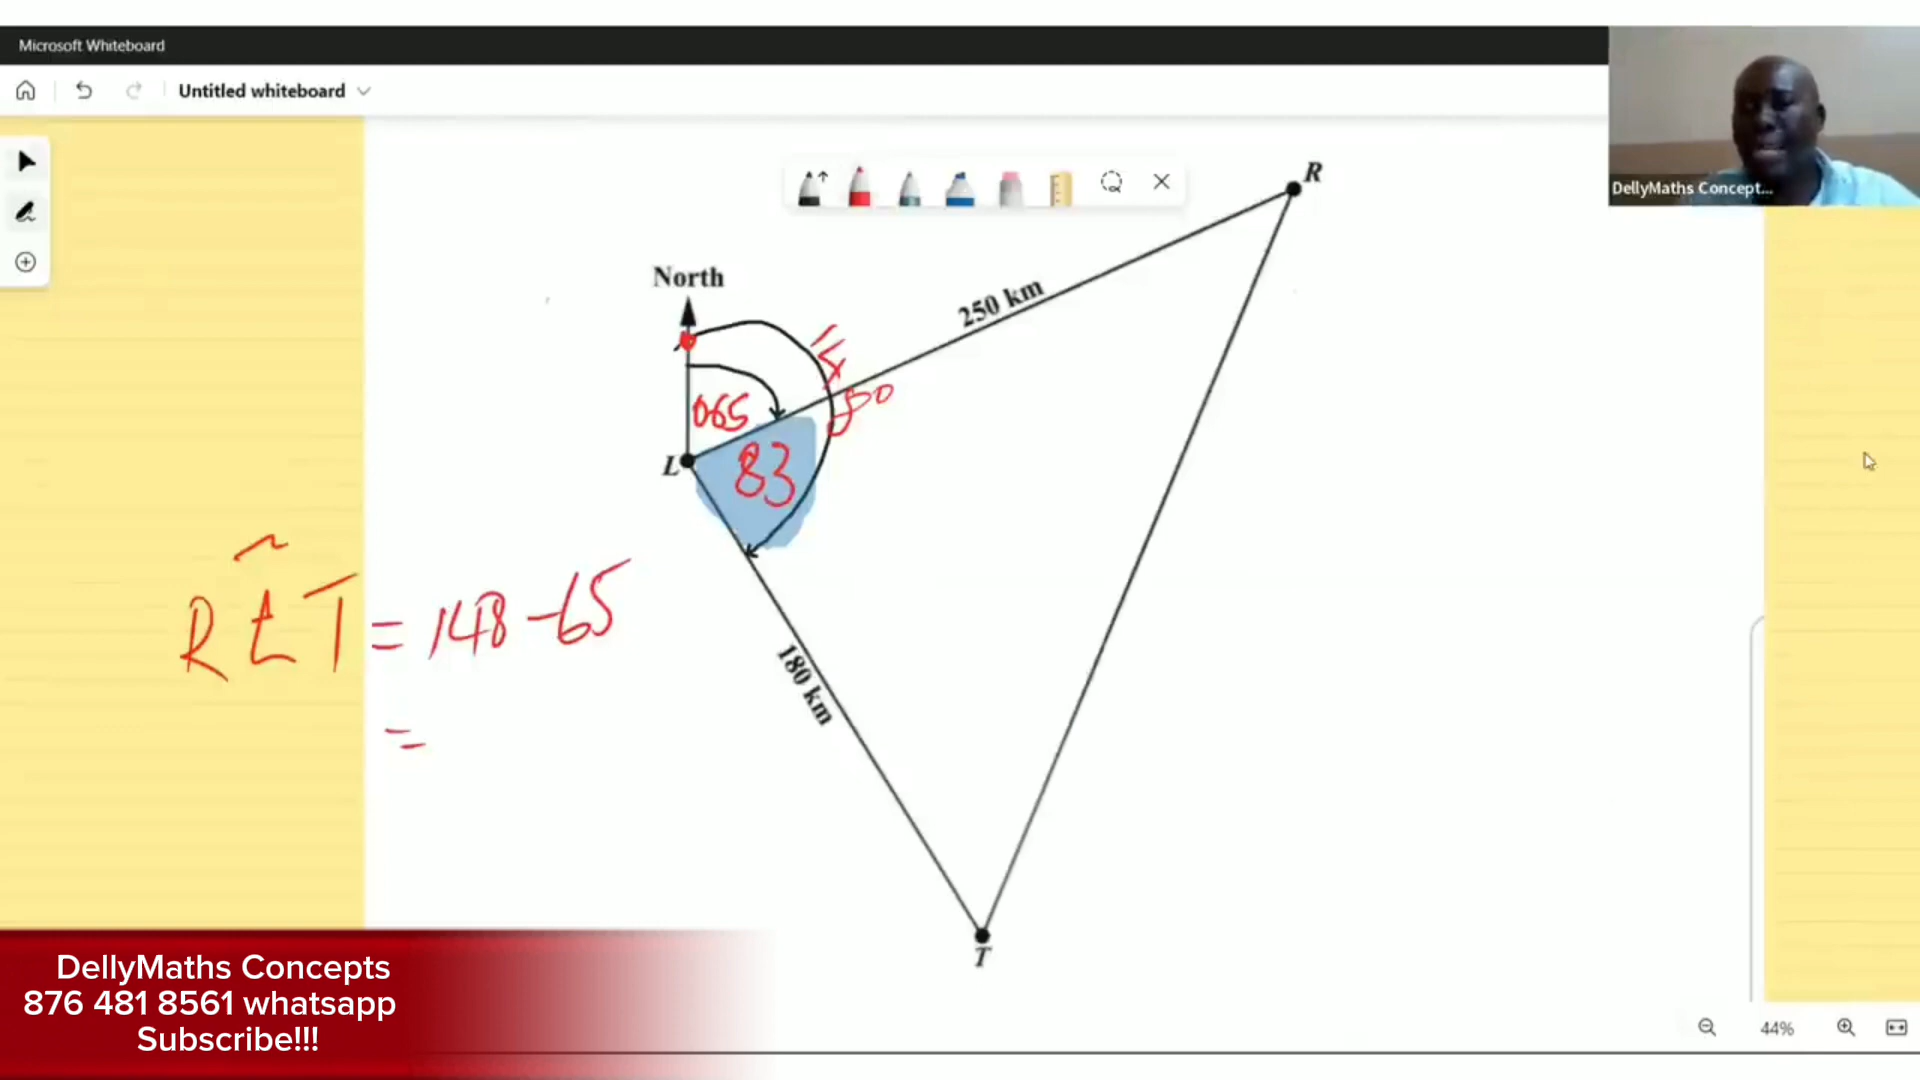 Microsoft Whiteboard
Untitled whiteboard
DellyMaths Concept...
R
North
250 km
065
L
83
RLT = 148-65
=
180 km
T
DellyMaths Concepts
876 481 8561 whatsapp
Subscribe!!!
44%